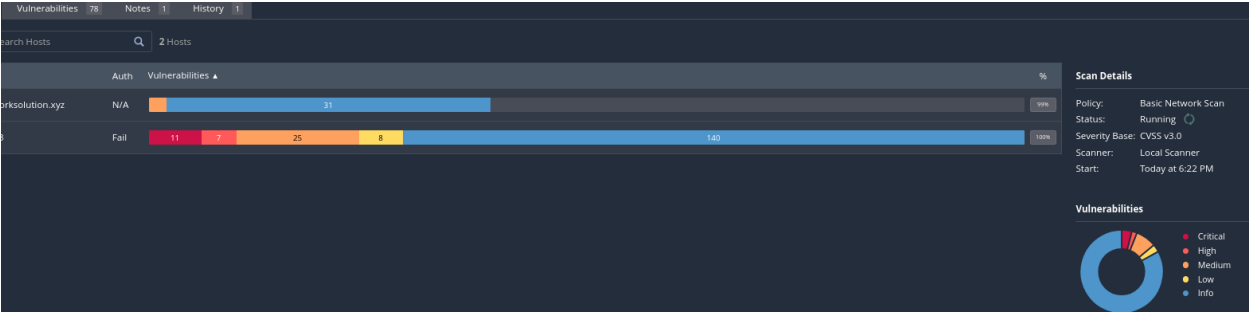 Vulnerabilities 78 Notes 1 History 1
earch Hosts 2 Hosts
Auth Vulnerabilities ▲ %
orksolution.xyz N/A 31 99%
8 Fail 11 7 25 8 140 100%
Scan Details
Policy: Basic Network Scan
Status: Running
Severity Base: CVSS v3.0
Scanner: Local Scanner
Start: Today at 6:22 PM
Vulnerabilities
Critical
High
Medium
Low
Info